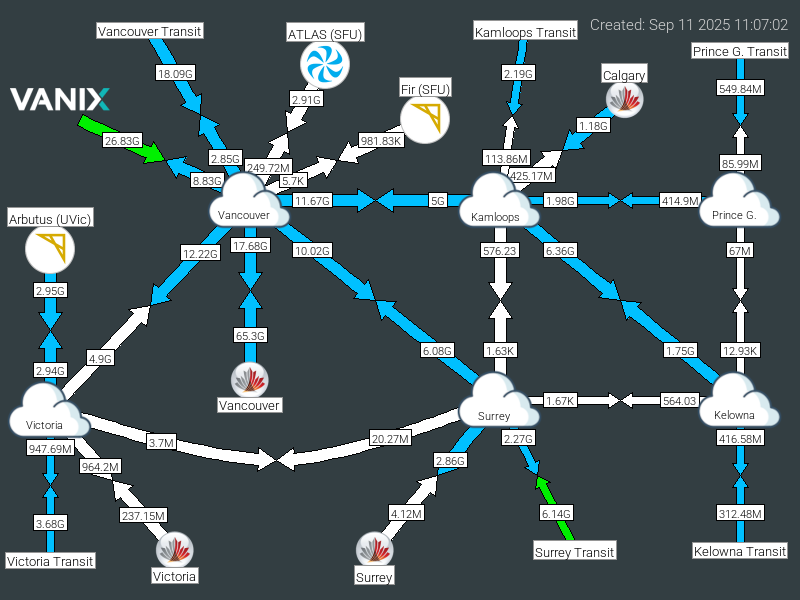 Created: Sep 11 2025 11:07:02
Vancouver Transit
ATLAS (SFU)
Kamloops Transit
Prince G. Transit
18.09G
2.91G
Fir (SFU)
2.19G
Calgary
549.84M
VANIX
26.83G
981.83K
1.18G
2.85G
249.72M
113.86M
85.99M
8.83G
5.7K
425.17M
Vancouver
11.67G
5G
Kamloops
1.98G
414.9M
Prince G.
Arbutus (UVic)
12.22G
17.68G
10.02G
576.23
6.36G
67M
2.95G
65.3G
4.9G
6.08G
1.63K
1.75G
12.93K
2.94G
Vancouver
Victoria
Surrey
1.67K
564.03
Kelowna
3.7M
20.27M
2.27G
416.58M
947.69M
964.2M
2.86G
3.68G
237.15M
4.12M
6.14G
312.48M
Victoria Transit
Victoria
Surrey
Surrey Transit
Kelowna Transit